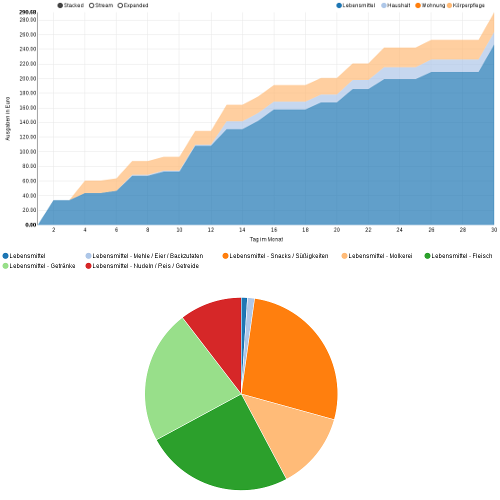 Stacked Stream Expanded Lebensmittel Haushalt Wohnung Körperpflege
290.59
280.00
260.00
240.00
220.00
200.00
180.00
160.00
140.00
120.00
100.00
80.00
60.00
40.00
20.00
0.00
Ausgaben in Euro
2 4 6 8 10 12 14 16 18 20 22 24 26 28 30
Tag im Monat
Lebensmittel Lebensmittel - Mehle / Eier / Backzutaten Lebensmittel - Snacks / Süßigkeiten Lebensmittel - Molkerei Lebensmittel - Fleisch
Lebensmittel - Getränke Lebensmittel - Nudeln / Reis / Getreide